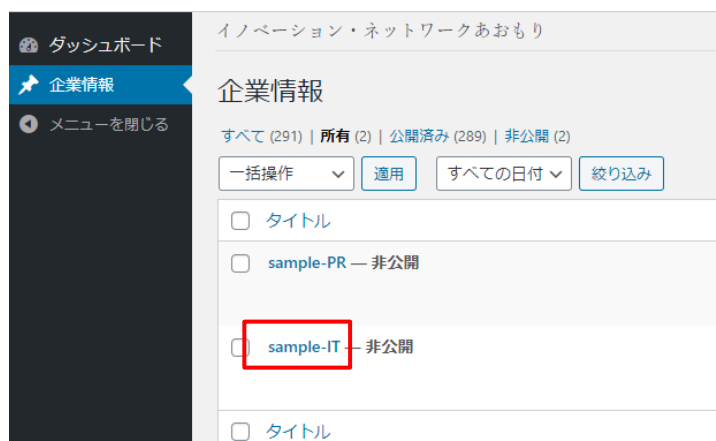 イノベーション・ネットワークあおもり
ダッシュボード
企業情報
メニューを閉じる
企業情報
すべて (291) | 所有 (2) | 公開済み (289) | 非公開 (2)
一括操作 適用 すべての日付 絞り込み
タイトル
sample-PR — 非公開
sample-IT — 非公開
タイトル